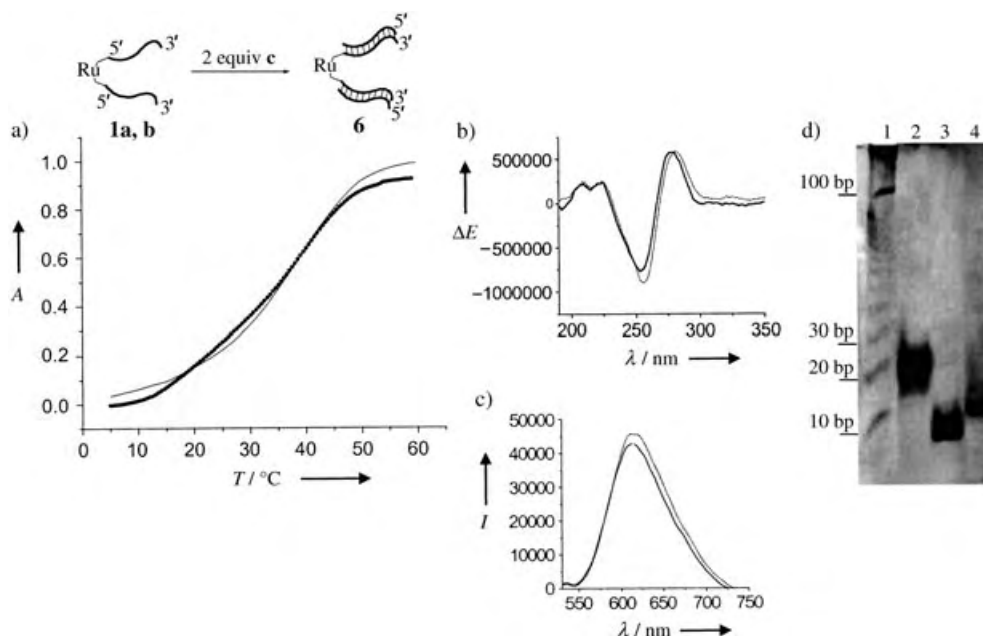 5′ 3′
Ru
5′ 3′
1a, b
2 equiv c
5′ 3′
Ru
3′
5′
6
a)
1.0
0.8
0.6
0.4
0.2
0.0
A
0 10 20 30 40 50 60
T / °C
b)
500000
0
−500000
−1000000
ΔE
200 250 300 350
λ / nm
c)
50000
40000
30000
20000
10000
0
I
550 600 650 700 750
λ / nm
d)
1 2 3 4
100 bp
30 bp
20 bp
10 bp